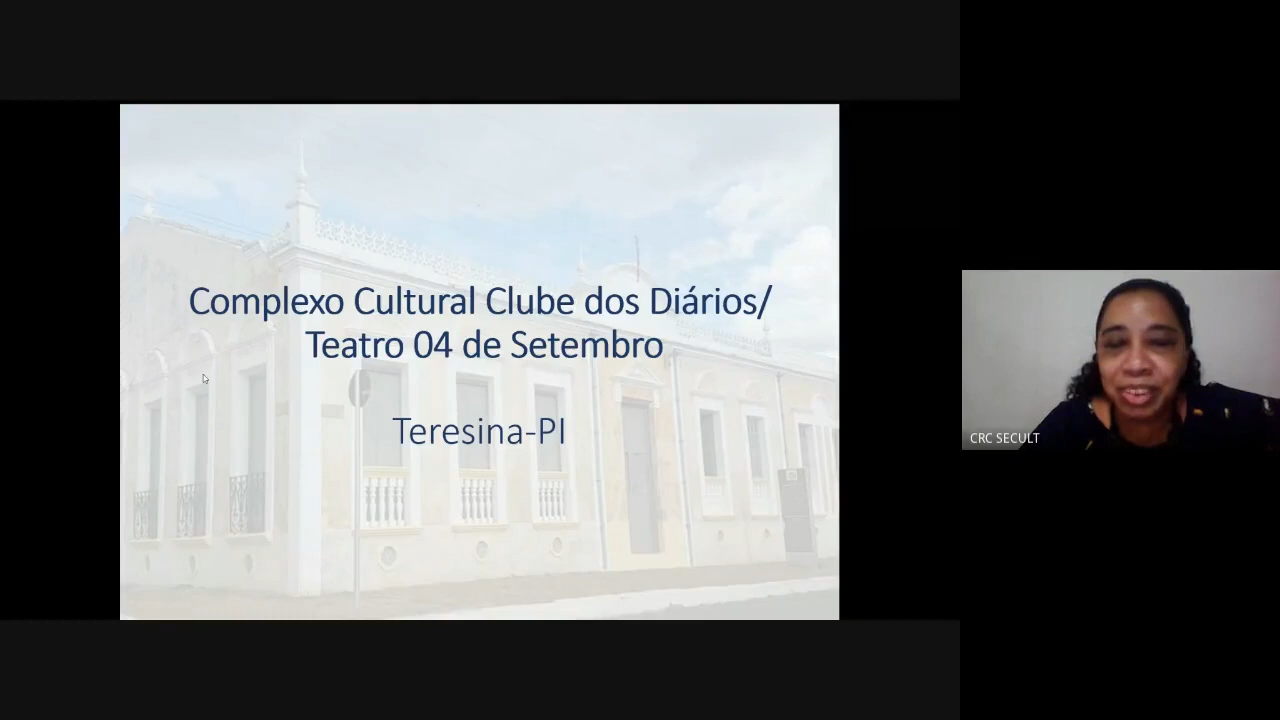 Complexo Cultural Clube dos Diários/
Teatro 04 de Setembro
Teresina-PI
CRC SECULT